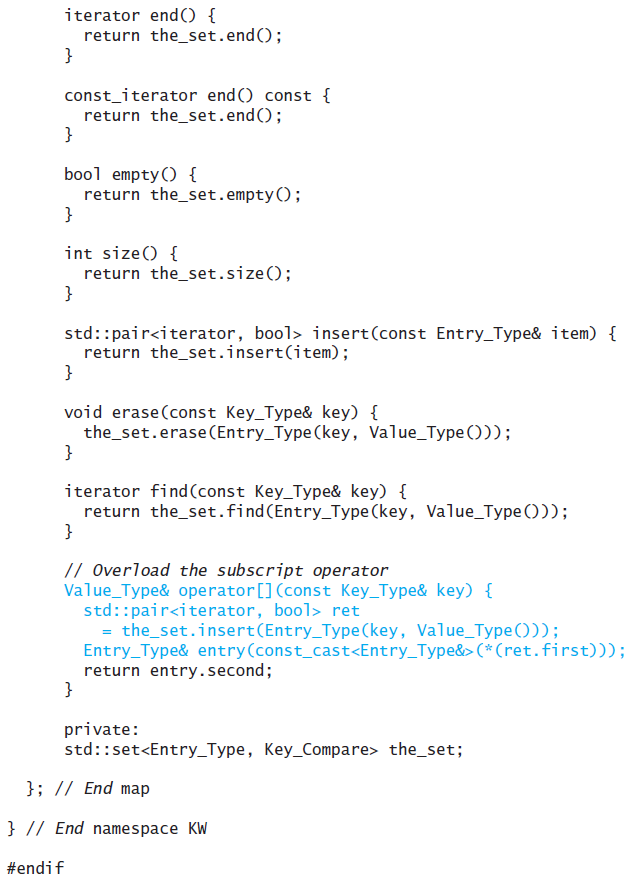 iterator end() {
return the_set.end();
}
const_iterator end() const {
return the_set.end();
}
bool empty() {
return the_set.empty();
}
int size() {
return the_set.size();
}
std::pair<iterator, bool> insert(const Entry_Type& item) {
return the_set.insert(item);
}
void erase(const Key_Type& key) {
the_set.erase(Entry_Type(key, Value_Type()));
}
iterator find(const Key_Type& key) {
return the_set.find(Entry_Type(key, Value_Type()));
}
// Overload the subscript operator
Value_Type& operator[](const Key_Type& key) {
std::pair<iterator, bool> ret
= the_set.insert(Entry_Type(key, Value_Type()));
Entry_Type& entry(const_cast<Entry_Type&>(*(ret.first)));
return entry.second;
}
private:
std::set<Entry_Type, Key_Compare> the_set;
}; // End map
} // End namespace KW
#endif